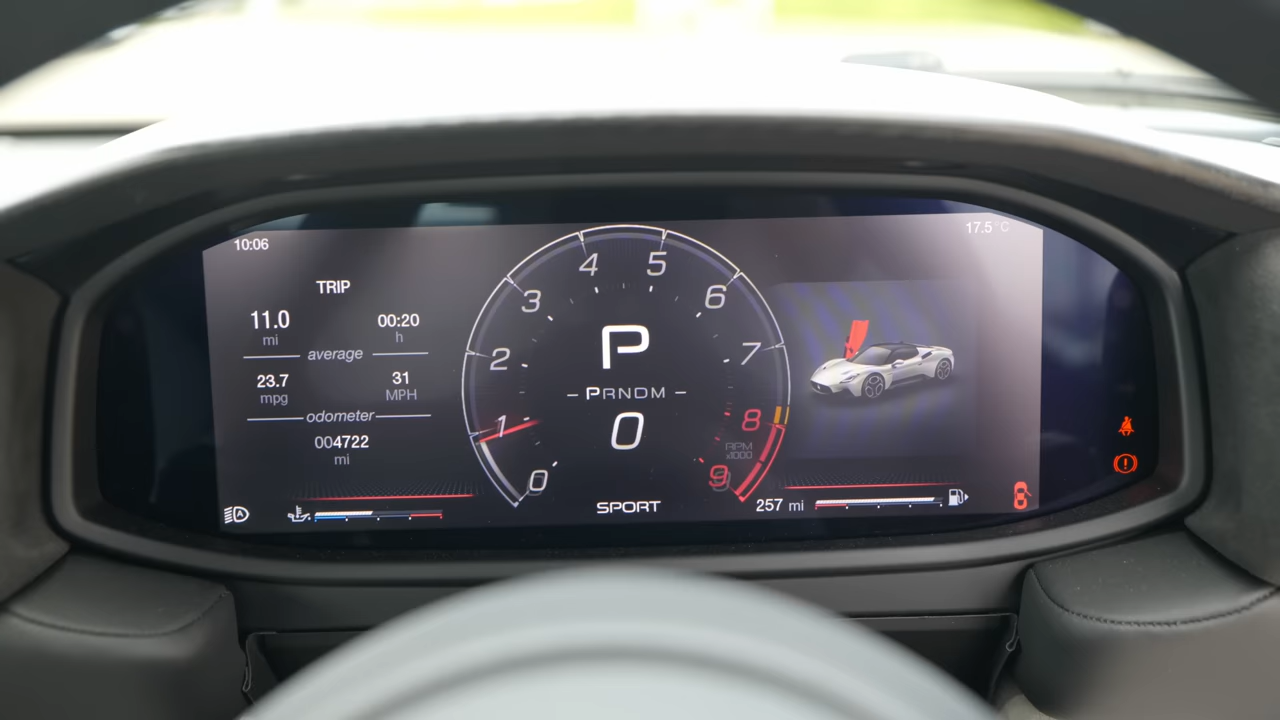 10:06
17.5°C
TRIP
11.0 mi
00:20 h
average
23.7 mpg
31 MPH
odometer
004722 mi
0 1 2 3 4 5 6 7 8 9
P
PRNDM
0
RPM x1000
SPORT
257 mi